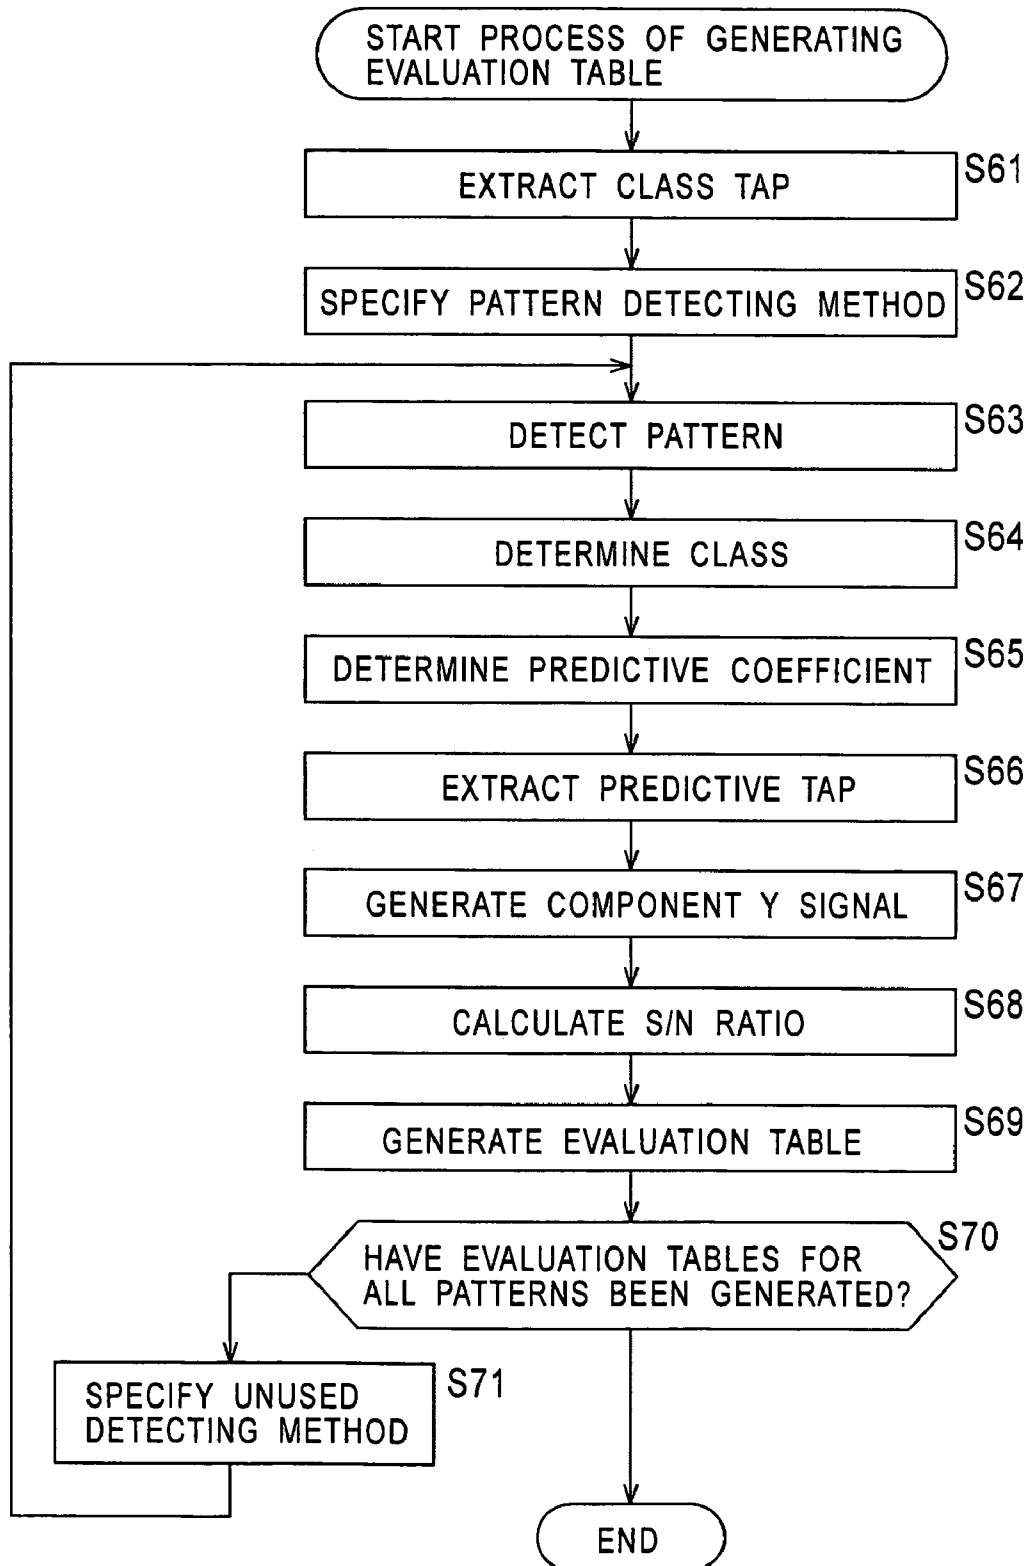 START PROCESS OF GENERATING
EVALUATION TABLE
EXTRACT CLASS TAP
S61
SPECIFY PATTERN DETECTING METHOD
S62
DETECT PATTERN
S63
DETERMINE CLASS
S64
DETERMINE PREDICTIVE COEFFICIENT
S65
EXTRACT PREDICTIVE TAP
S66
GENERATE COMPONENT Y SIGNAL
S67
CALCULATE S/N RATIO
S68
GENERATE EVALUATION TABLE
S69
HAVE EVALUATION TABLES FOR
ALL PATTERNS BEEN GENERATED?
S70
SPECIFY UNUSED
DETECTING METHOD
S71
END